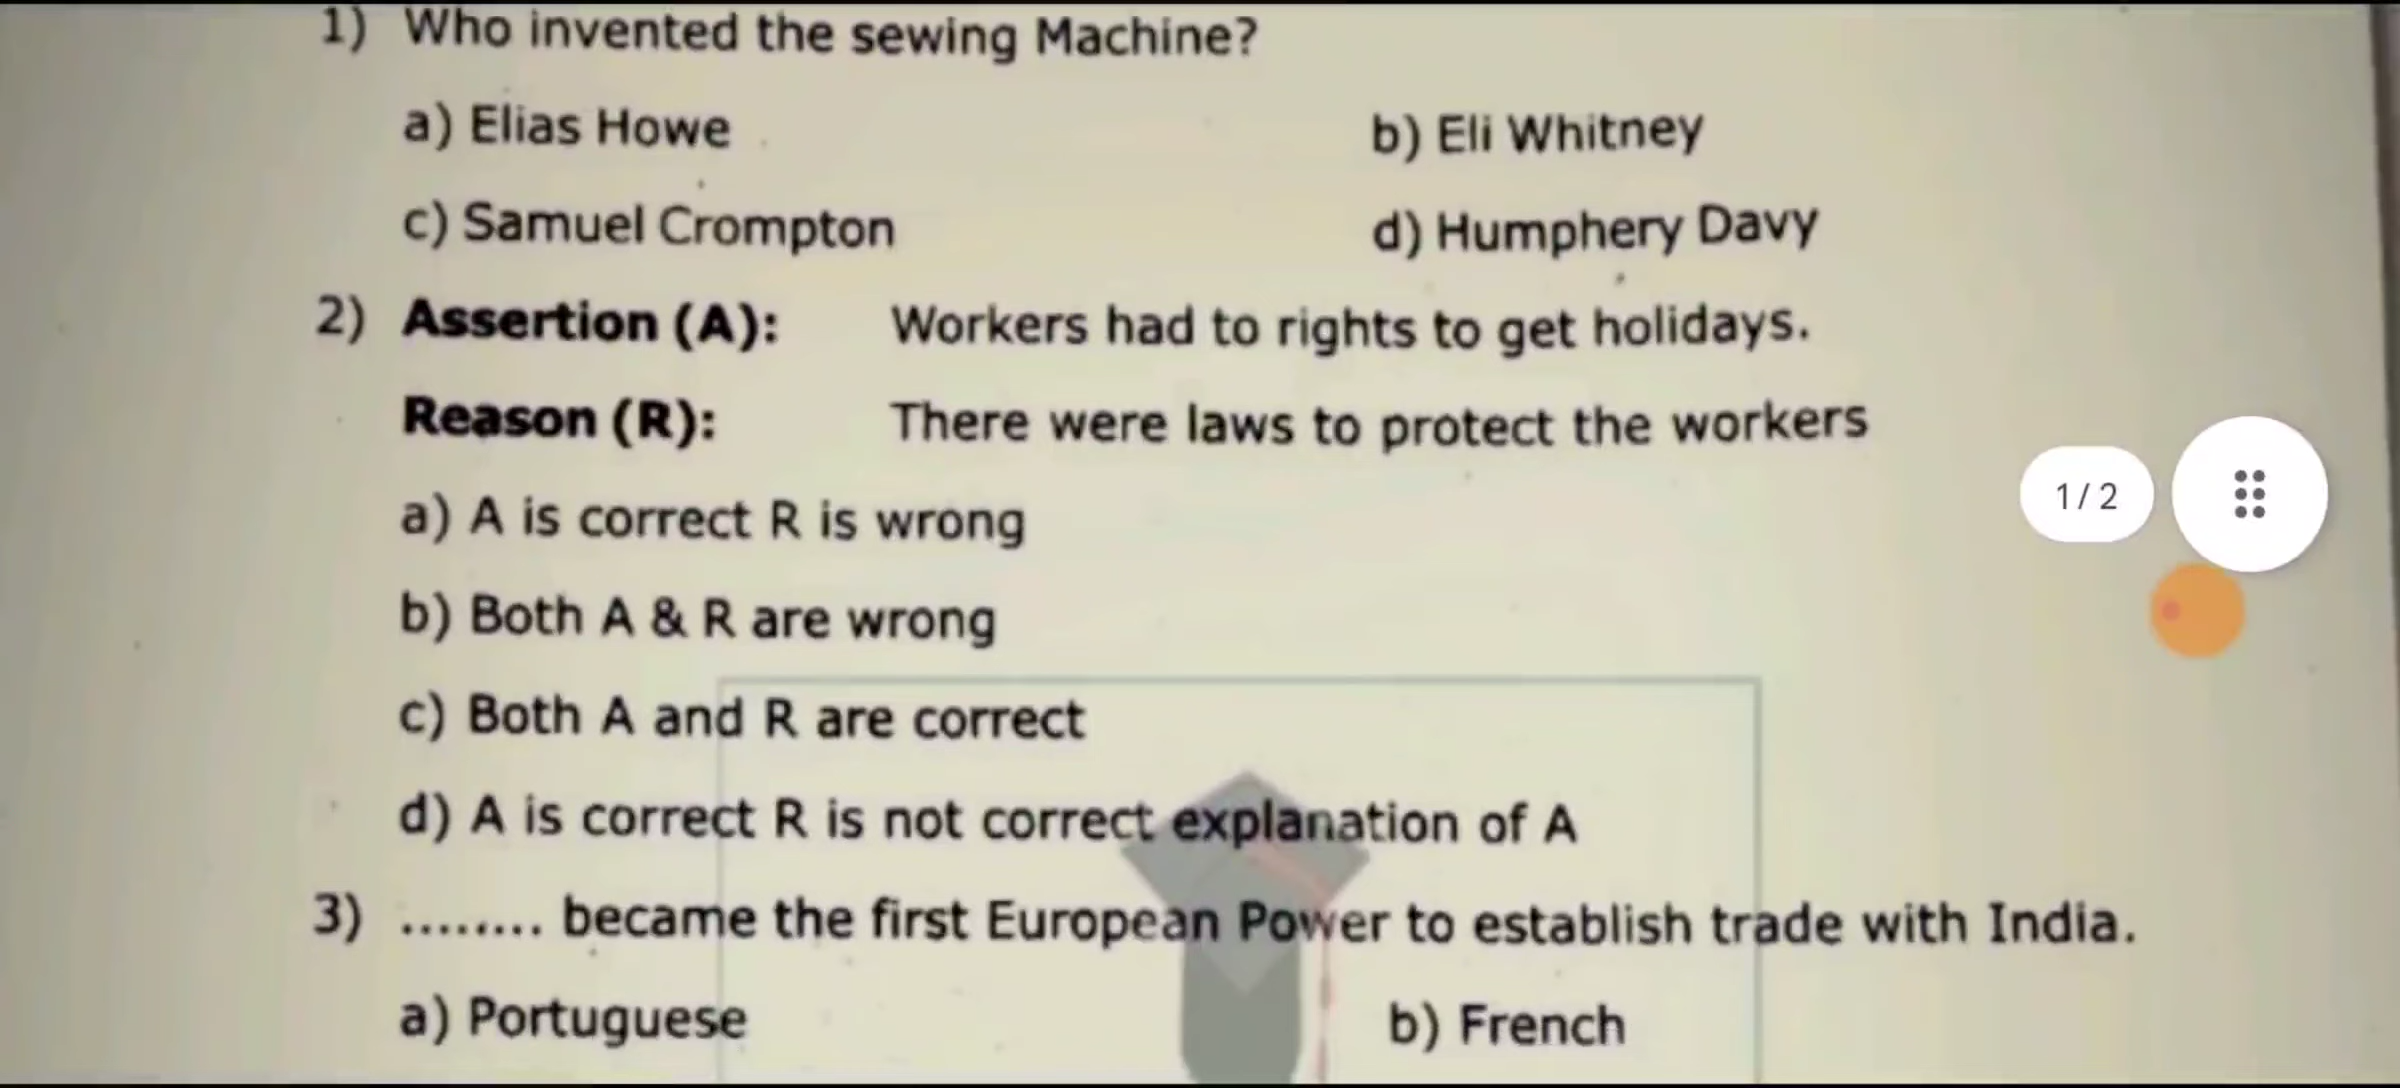 1) Who invented the sewing Machine?
a) Elias Howe b) Eli Whitney
c) Samuel Crompton d) Humphery Davy
2) Assertion (A): Workers had to rights to get holidays.
Reason (R): There were laws to protect the workers
1/2
a) A is correct R is wrong
b) Both A & R are wrong
c) Both A and R are correct
d) A is correct R is not correct explanation of A
3) ........ became the first European Power to establish trade with India.
a) Portuguese b) French